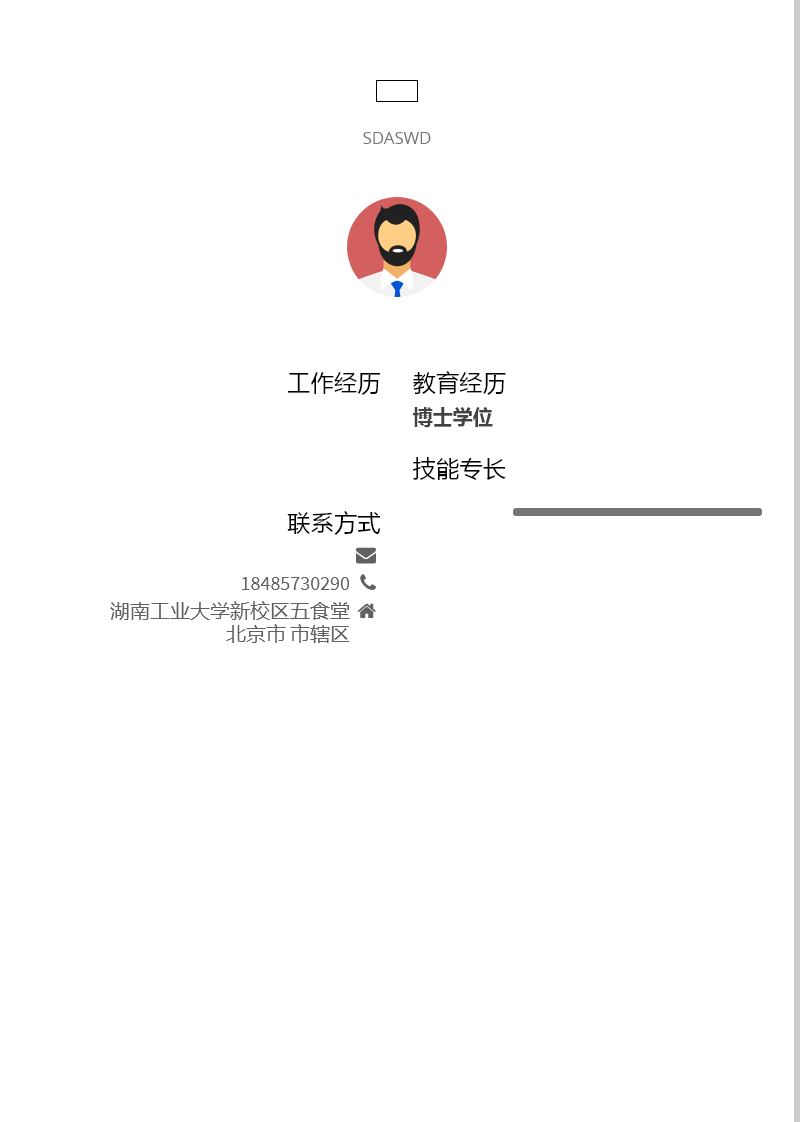 SDASWD
工作经历
联系方式
18485730290
湖南工业大学新校区五食堂
北京市 市辖区
教育经历
博士学位
技能专长